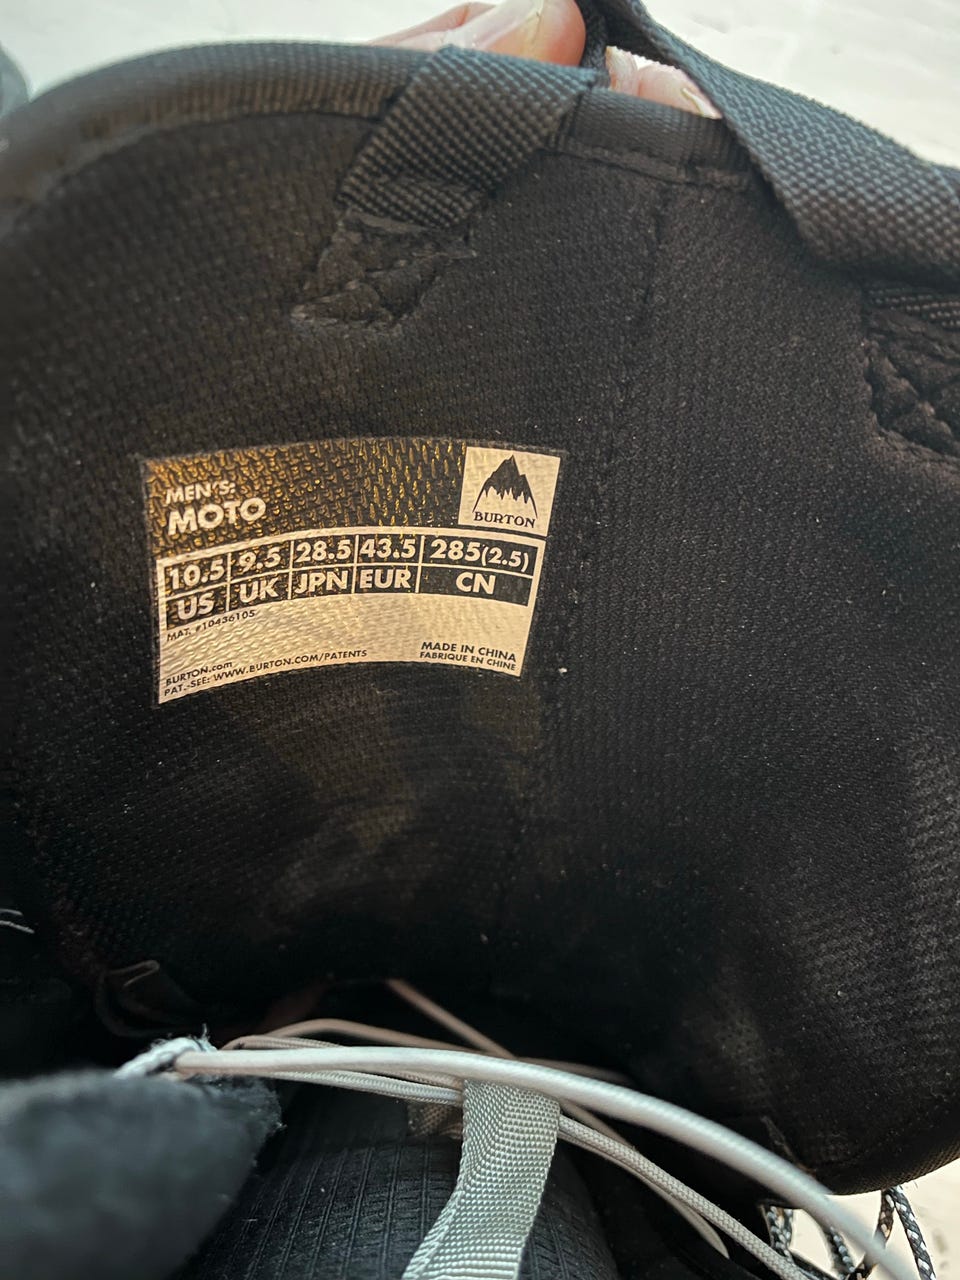 MEN'S:
MOTO
BURTON
10.5 9.5 28.5 43.5 285(2.5)
US UK JPN EUR CN
MAT. #10436105
BURTON.com
PAT.-SEE: WWW.BURTON.COM/PATENTS
MADE IN CHINA
FABRIQUE EN CHINE